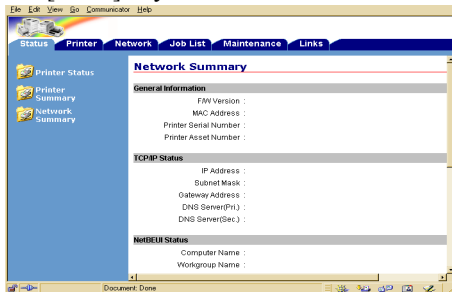 File Edit View Go Communicator Help
Status Printer Network Job List Maintenance Links
Printer Status
Printer
Summary
Network
Summary
Network Summary
General Information
F/W Version :
MAC Address :
Printer Serial Number :
Printer Asset Number :
TCP/IP Status
IP Address :
Subnet Mask :
Gateway Address :
DNS Server(Pri.) :
DNS Server(Sec.) :
NetBEUI Status
Computer Name :
Workgroup Name :
Document: Done